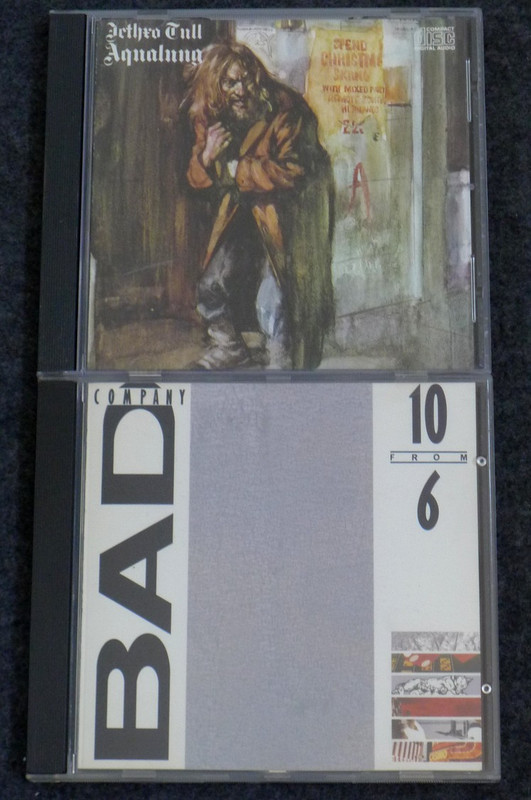 Jethro Tull
Aqualung
COMPACT
DISC
DIGITAL AUDIO
SPEND
CHRISTMAS
A
BAD
COMPANY
10
FROM
6